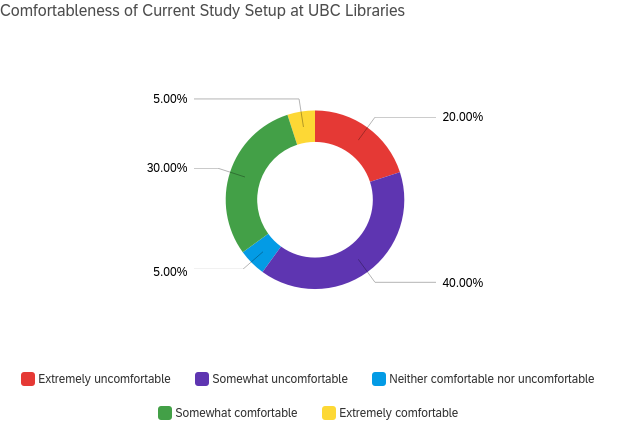 Comfortableness of Current Study Setup at UBC Libraries
5.00%
20.00%
30.00%
5.00%
40.00%
Extremely uncomfortable
Somewhat uncomfortable
Neither comfortable nor uncomfortable
Somewhat comfortable
Extremely comfortable